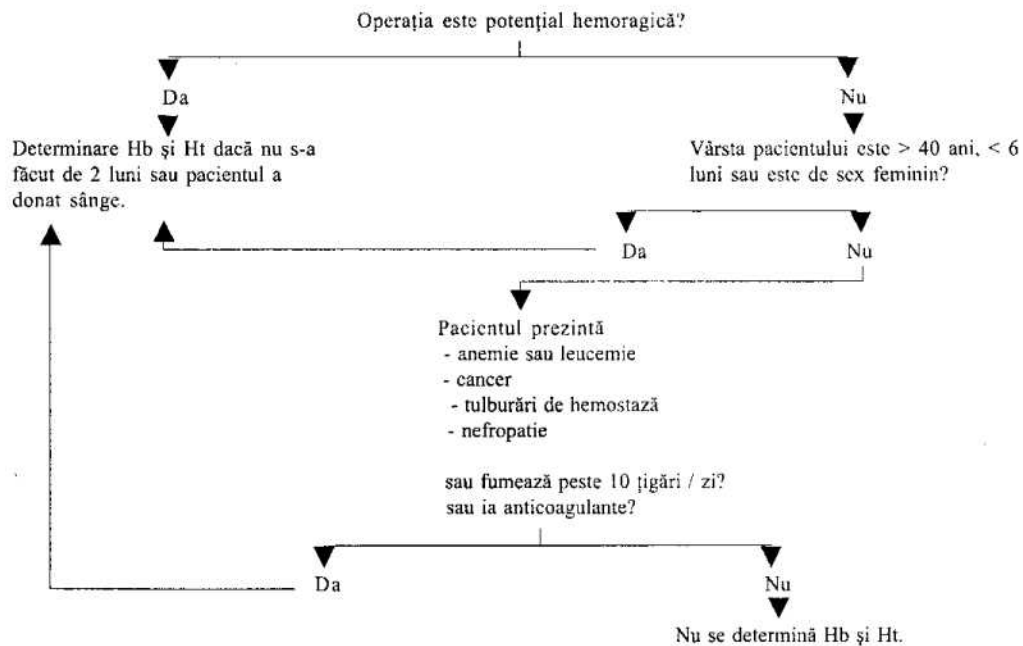 Operația este potențial hemoragică?
Da
Nu
Determinare Hb și Ht dacă nu s-a
făcut de 2 luni sau pacientul a
donat sânge.
Vârsta pacientului este > 40 ani, < 6
luni sau este de sex feminin?
Da
Nu
Pacientul prezintă
- anemie sau leucemie
- cancer
- tulburări de hemostază
- nefropatie
sau fumează peste 10 țigări / zi?
sau ia anticoagulante?
Da
Nu
Nu se determină Hb și Ht.